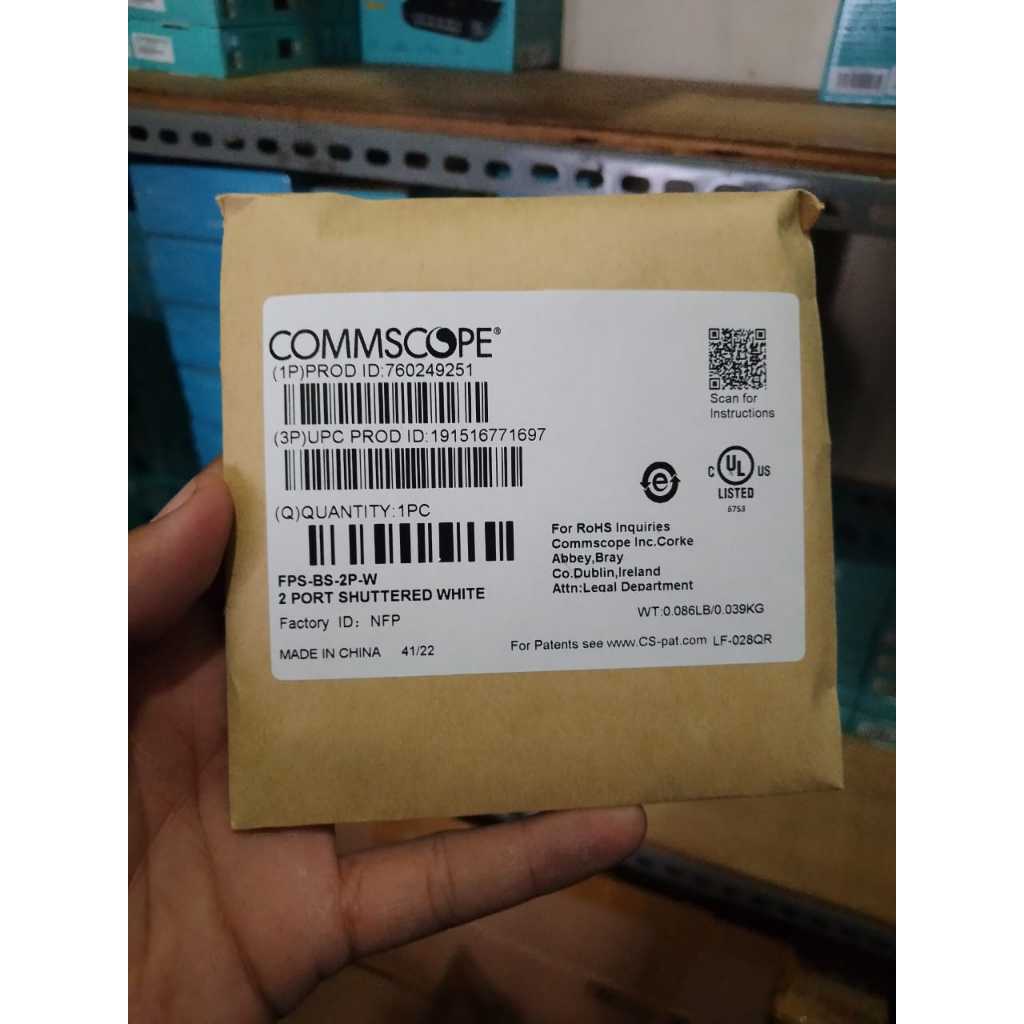 COMMSCOPE®
(1P)PROD ID:760249251
(3P)UPC PROD ID:191516771697
(Q)QUANTITY:1PC
FPS-BS-2P-W
2 PORT SHUTTERED WHITE
Factory ID: NFP
MADE IN CHINA 41/22
Scan for
Instructions
C UL US
LISTED
6753
e
For RoHS Inquiries
Commscope Inc.Corke
Abbey,Bray
Co.Dublin,Ireland
Attn:Legal Department
WT:0.086LB/0.039KG
For Patents see www.CS-pat.com LF-028QR